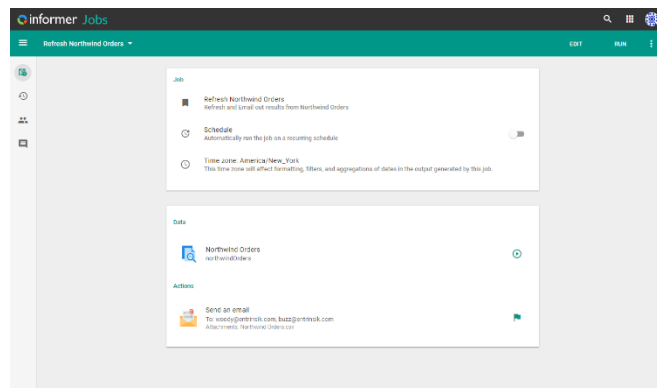 informer Jobs
Refresh Northwind Orders
EDIT
RUN
Job
Refresh Northwind Orders
Refresh and Email out results from Northwind Orders
Schedule
Automatically run the job on a recurring schedule
Time zone: America/New_York
This time zone will affect formatting, filters, and aggregations of dates in the output generated by this job.
Data
Northwind Orders
northwindOrders
Actions
Send an email
To: woody@entrinsik.com, buzz@entrinsik.com
Attachments: Northwind Orders.csv